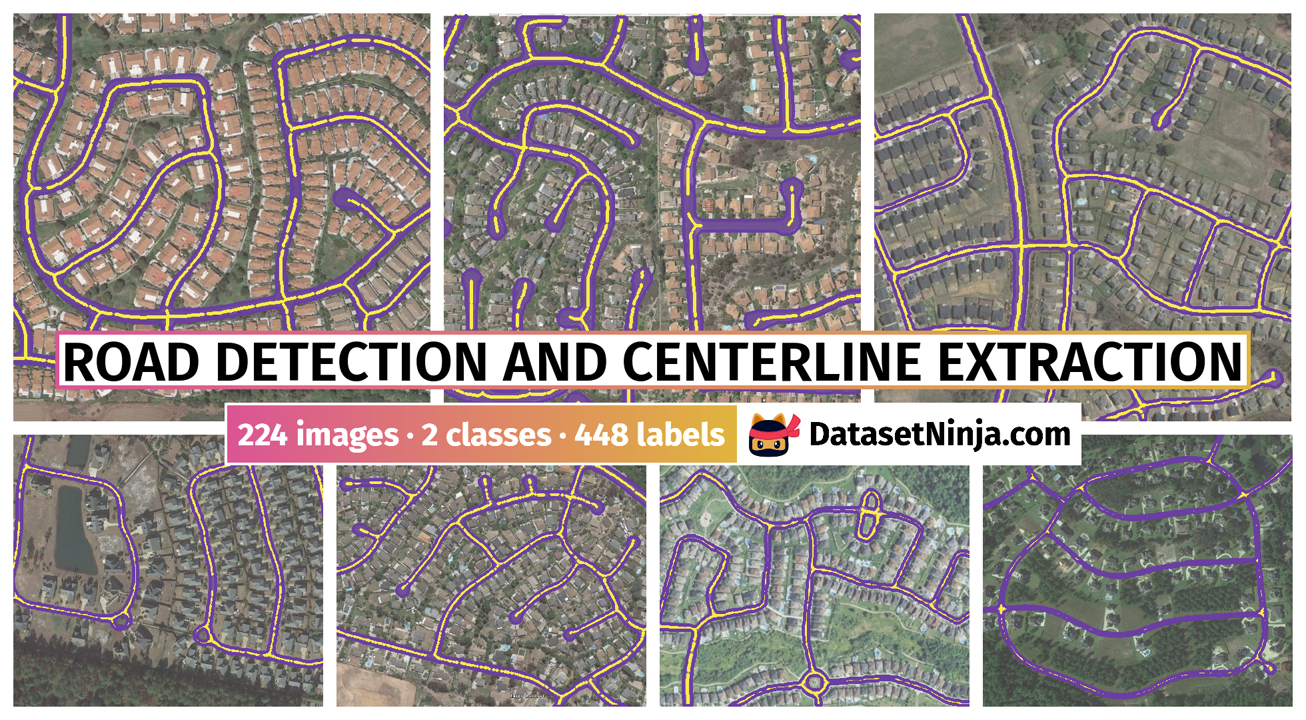 ROAD DETECTION AND CENTERLINE EXTRACTION
224 images · 2 classes · 448 labels
DatasetNinja.com